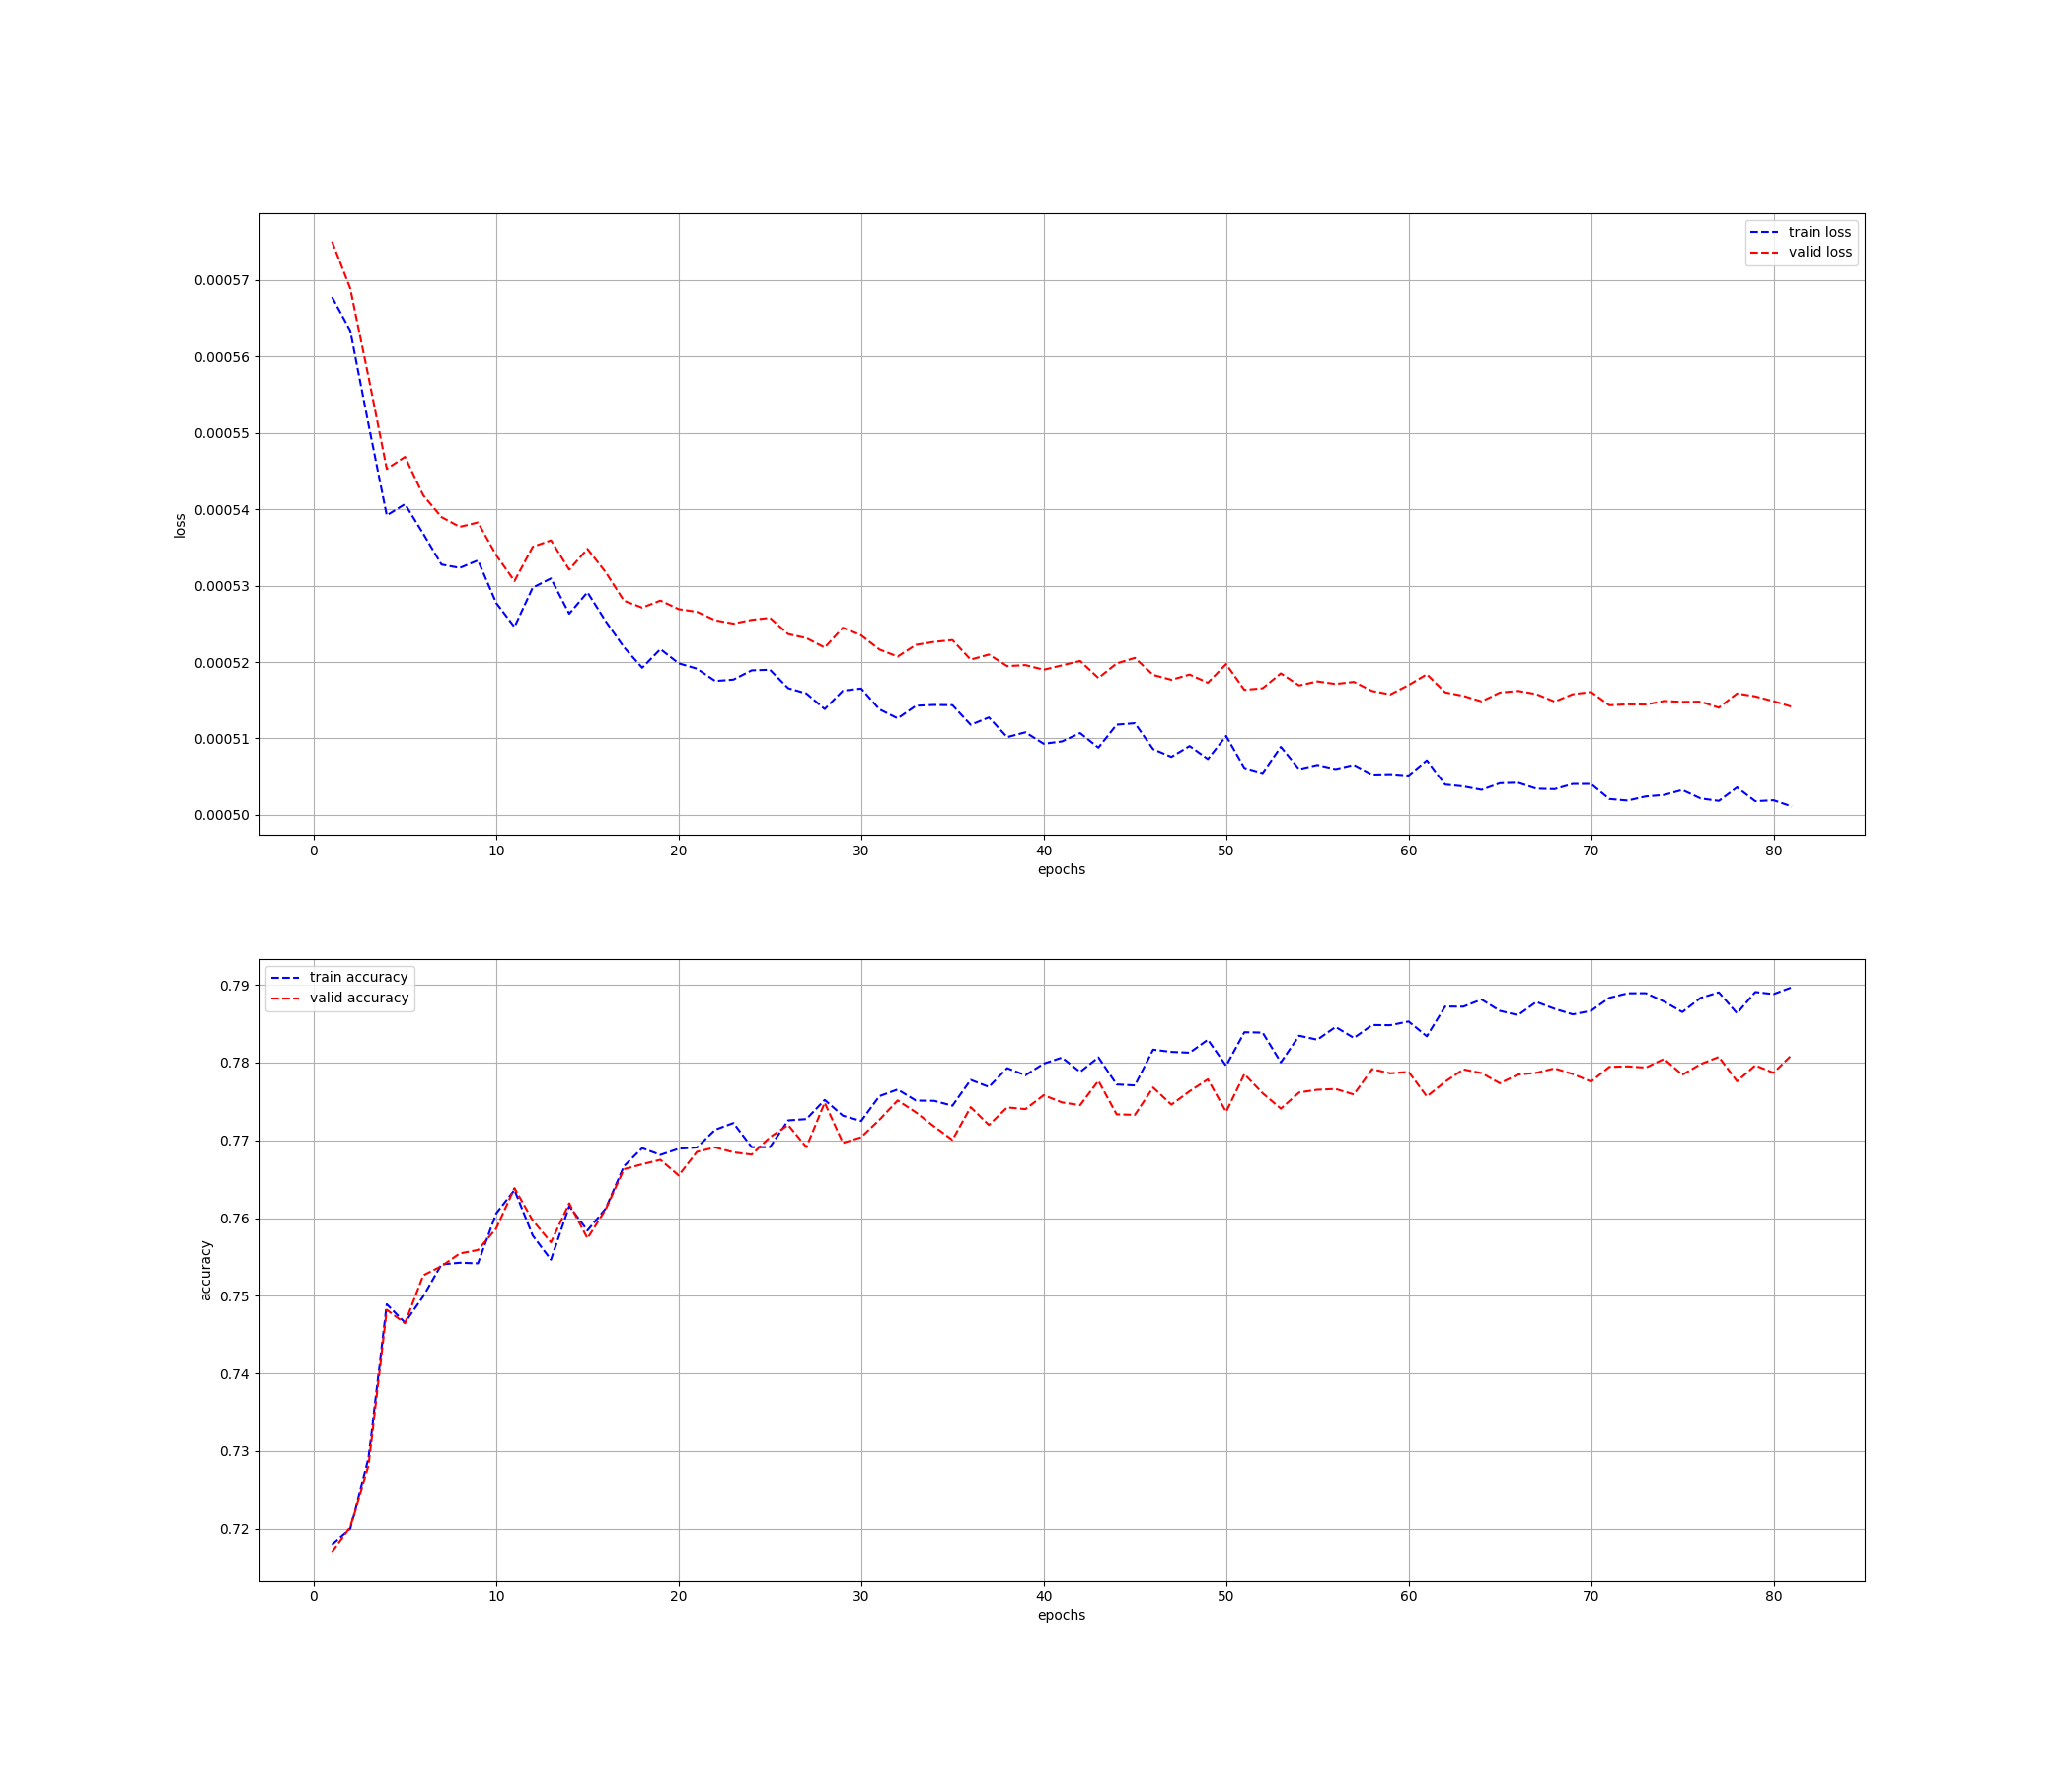 train loss
valid loss
0.00057
0.00056
0.00055
0.00054
0.00053
0.00052
0.00051
0.00050
loss
0 10 20 30 40 50 60 70 80
epochs
train accuracy
valid accuracy
0.79
0.78
0.77
0.76
0.75
0.74
0.73
0.72
accuracy
0 10 20 30 40 50 60 70 80
epochs